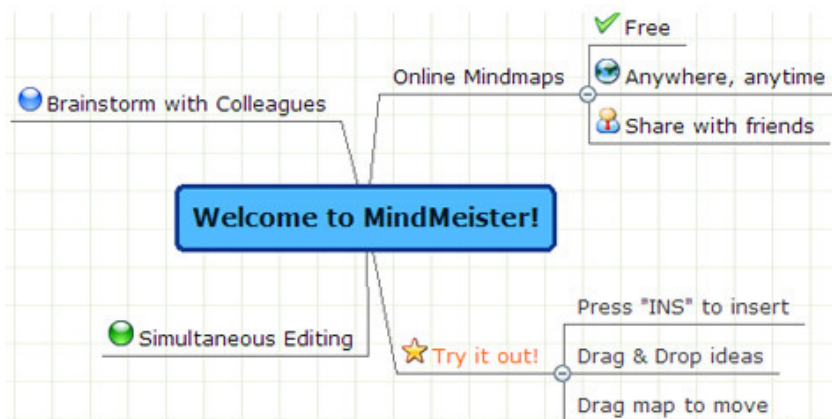 Free
Online Mindmaps
Anywhere, anytime
Share with friends
Brainstorm with Colleagues
Welcome to MindMeister!
Simultaneous Editing
Try it out!
Press "INS" to insert
Drag & Drop ideas
Drag map to move